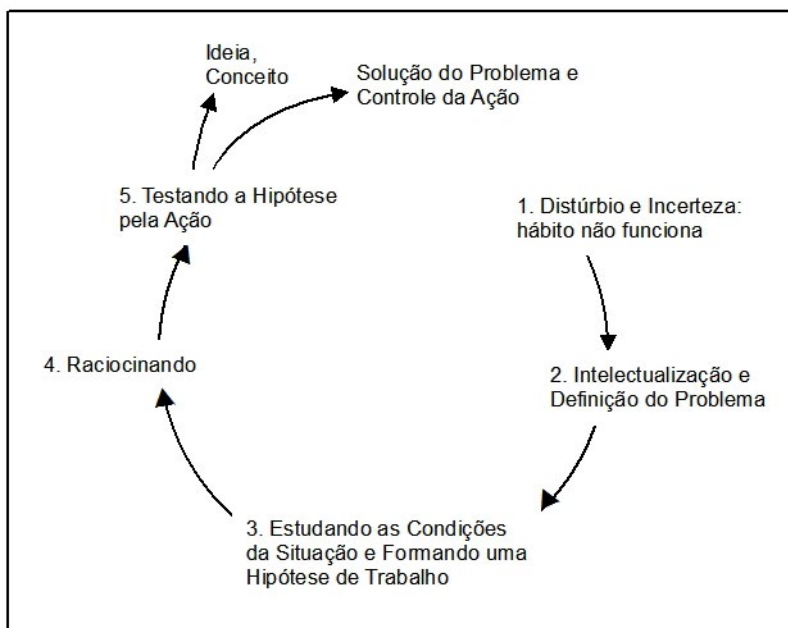 Ideia,
Conceito
Solução do Problema e
Controle da Ação
5. Testando a Hipótese
pela Ação
1. Distúrbio e Incerteza:
hábito não funciona
4. Raciocinando
2. Intelectualização e
Definição do Problema
3. Estudando as Condições
da Situação e Formando uma
Hipótese de Trabalho